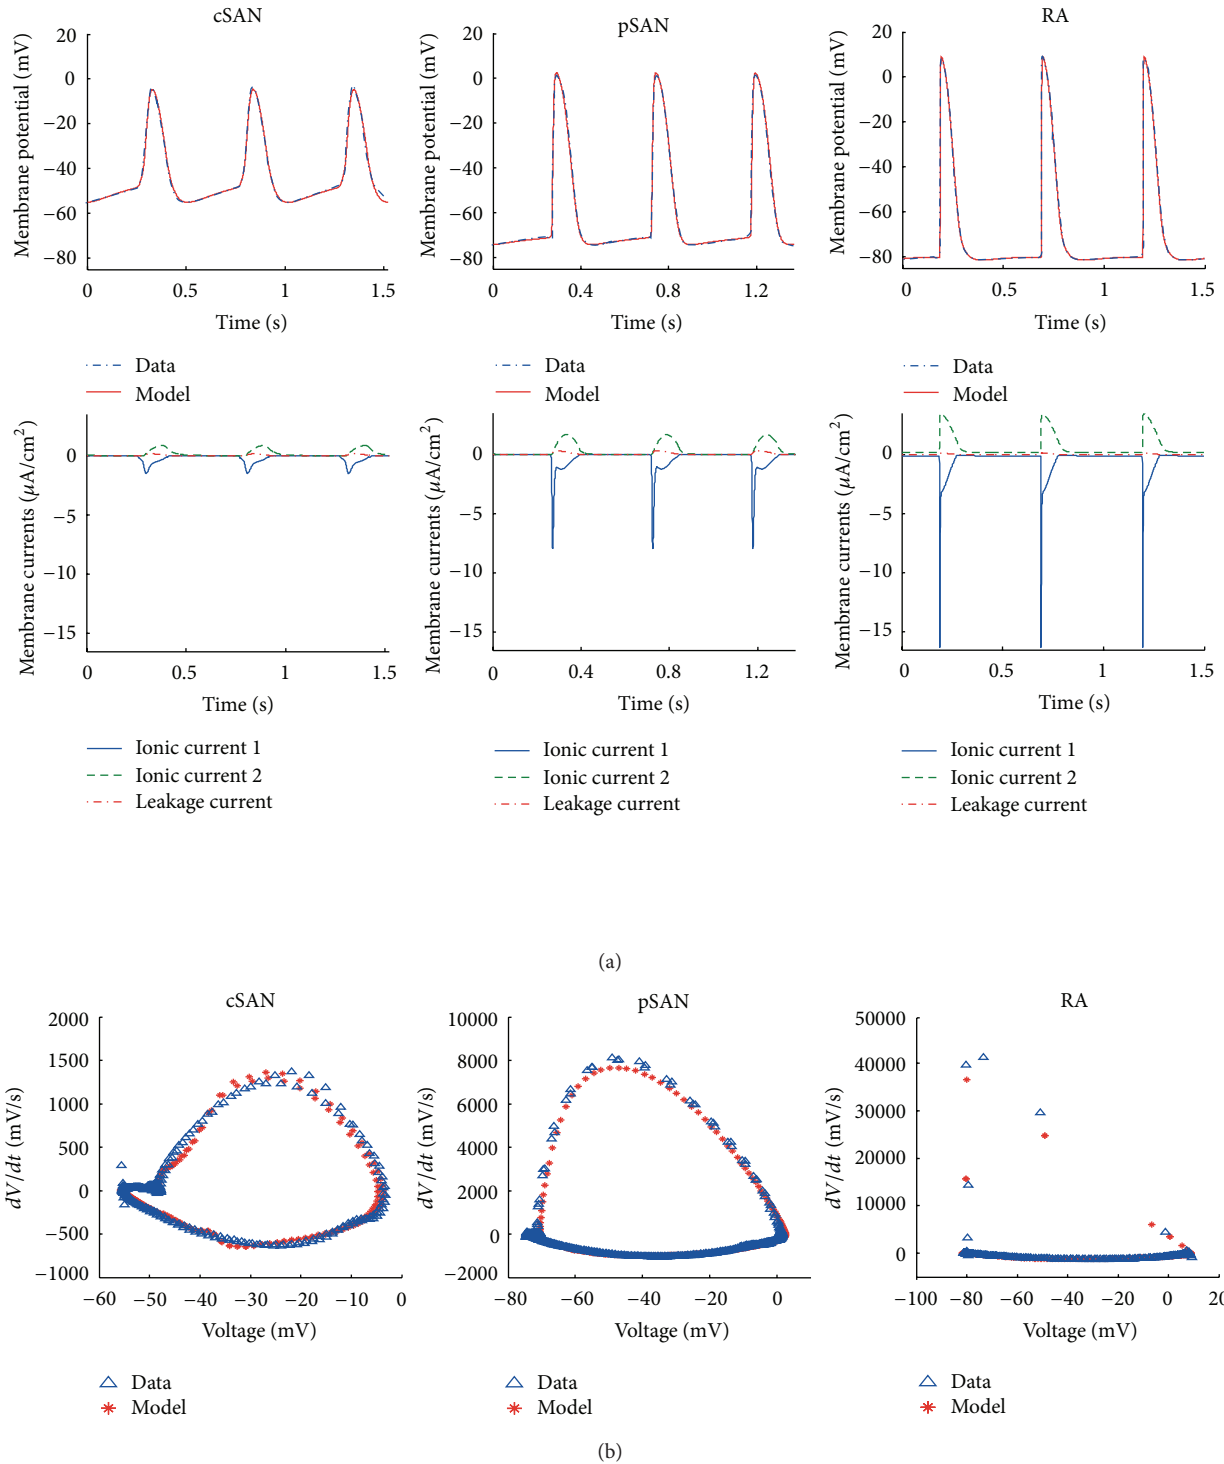 cSAN
pSAN
RA
Membrane potential (mV)
20
0
−20
−40
−60
−80
0
0.5
1
1.5
Time (s)
Data
Model
Membrane potential (mV)
20
0
−20
−40
−60
−80
0
0.4
0.8
1.2
Time (s)
Data
Model
Membrane potential (mV)
20
0
−20
−40
−60
−80
0
0.5
1
1.5
Time (s)
Data
Model
Membrane currents (μA/cm²)
0
−5
−10
−15
0
0.5
1
1.5
Time (s)
Ionic current 1
Ionic current 2
Leakage current
Membrane currents (μA/cm²)
0
−5
−10
−15
0
0.4
0.8
1.2
Time (s)
Ionic current 1
Ionic current 2
Leakage current
Membrane currents (μA/cm²)
0
−5
−10
−15
0
0.5
1
1.5
Time (s)
Ionic current 1
Ionic current 2
Leakage current
(a)
cSAN
pSAN
RA
dV/dt (mV/s)
2000
1500
1000
500
0
−500
−1000
−60
−50
−40
−30
−20
−10
0
Voltage (mV)
Data
Model
dV/dt (mV/s)
10000
8000
6000
4000
2000
0
−2000
−80
−60
−40
−20
0
Voltage (mV)
Data
Model
dV/dt (mV/s)
50000
40000
30000
20000
10000
0
−100
−80
−60
−40
−20
0
20
Voltage (mV)
Data
Model
(b)